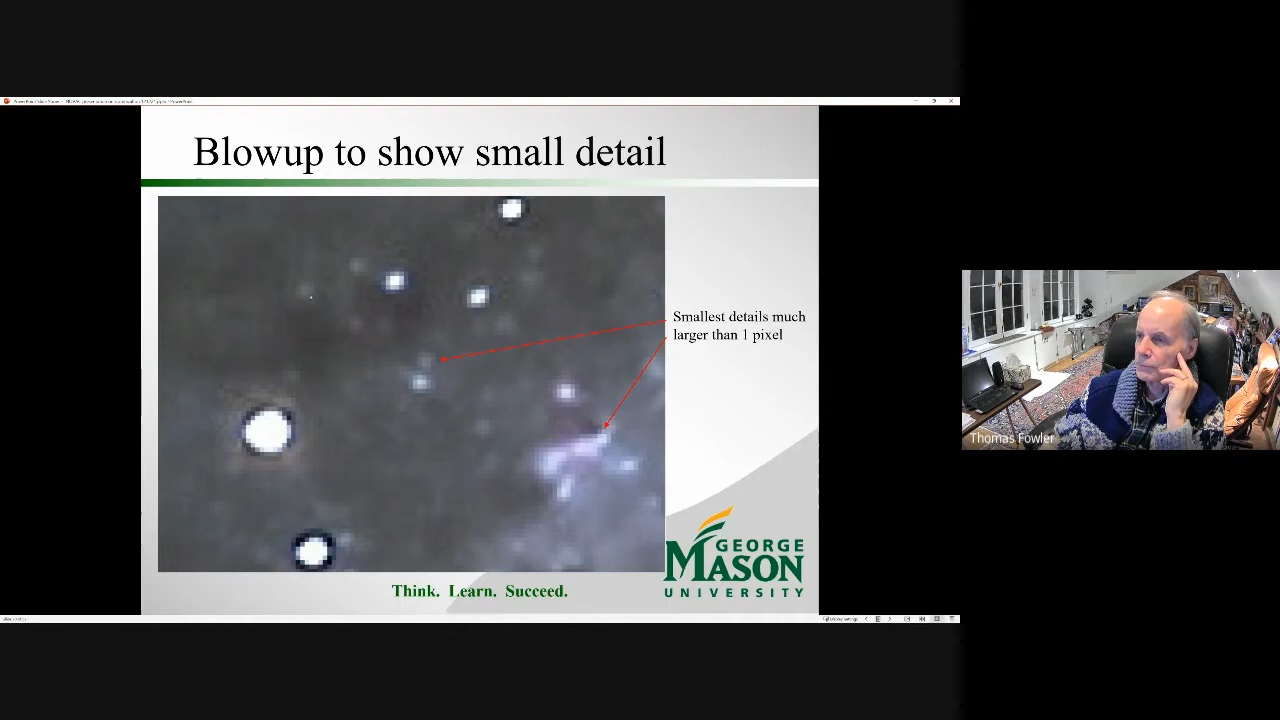 Blowup to show small detail
Smallest details much
larger than 1 pixel
Thomas Fowler
GEORGE
MASON
UNIVERSITY
Think. Learn. Succeed.